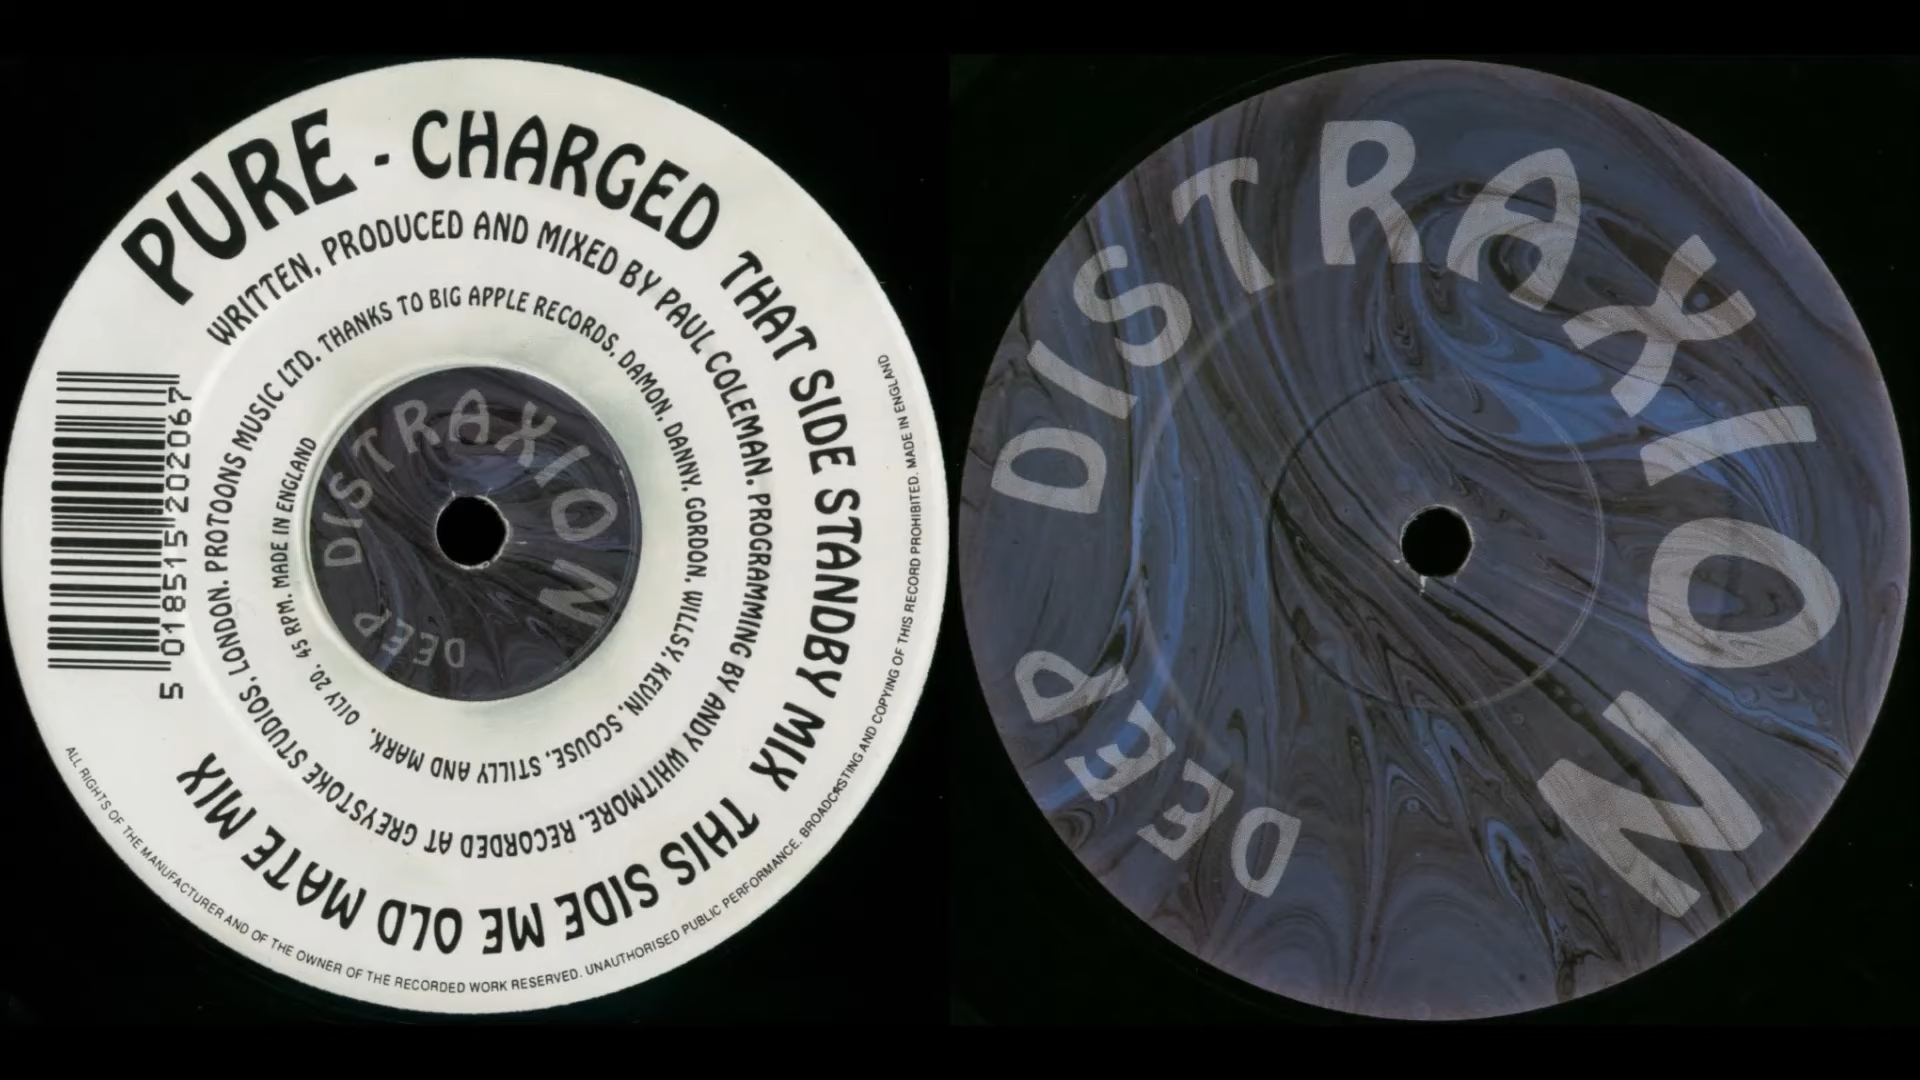 PURE - CHARGED THAT SIDE STANDBY MIX THIS SIDE ME OLD MATE MIX
WRITTEN, PRODUCED AND MIXED BY PAUL COLEMAN. PROGRAMMING BY ANDY WHITMORE. RECORDED AT GREYSTOKE STUDIOS, LONDON. PROTOONS MUSIC LTD. THANKS TO BIG APPLE RECORDS, DAMON, DANNY, GORDON, WILLSY, KEVIN, SCOUSE, STILLY AND MARK. OILY 20. 45 RPM. MADE IN ENGLAND
ALL RIGHTS OF THE MANUFACTURER AND OF THE OWNER OF THE RECORDED WORK RESERVED. UNAUTHORISED PUBLIC PERFORMANCE. BROADCASTING AND COPYING OF THIS RECORD PROHIBITED. MADE IN ENGLAND
5 018515 202067
DEEP DISTRAXION
DEEP DISTRAXION